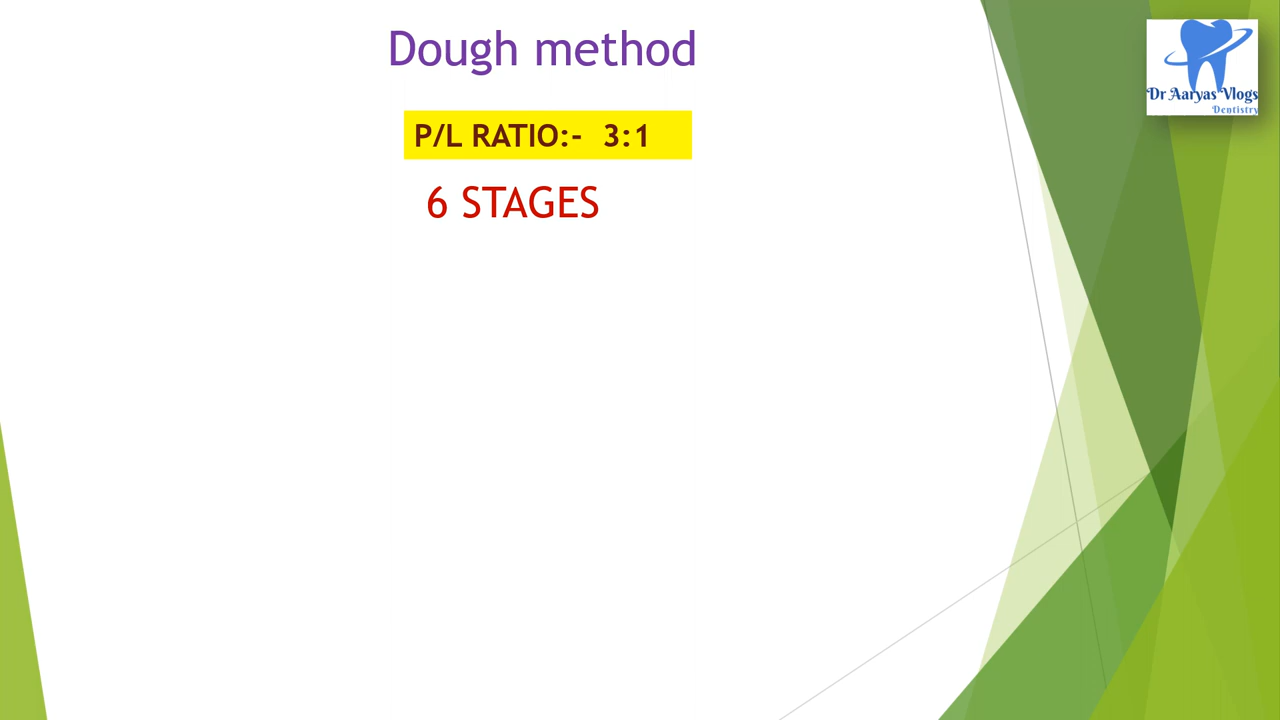 Dough method
Dr Aaryas Vlogs
Dentistry
P/L RATIO:- 3:1
6 STAGES